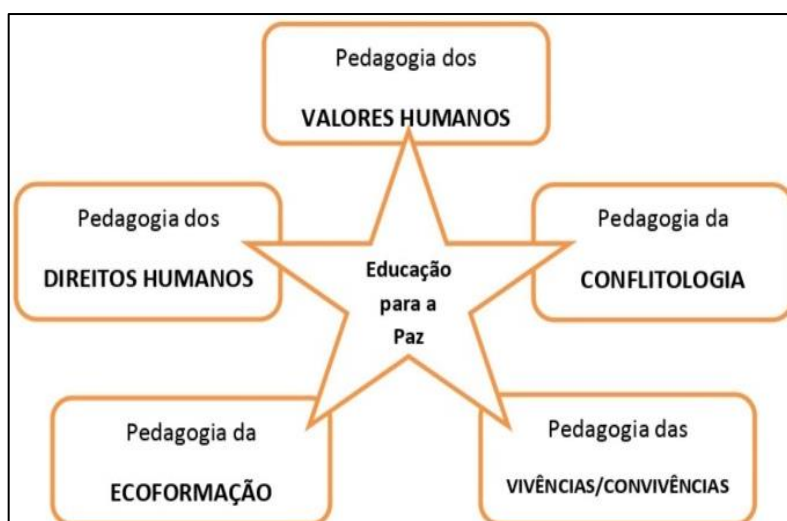 Pedagogia dos
VALORES HUMANOS
Pedagogia dos
DIREITOS HUMANOS
Pedagogia da
CONFLITOLOGIA
Educação
para a
Paz
Pedagogia da
ECOFORMAÇÃO
Pedagogia das
VIVÊNCIAS/CONVIVÊNCIAS